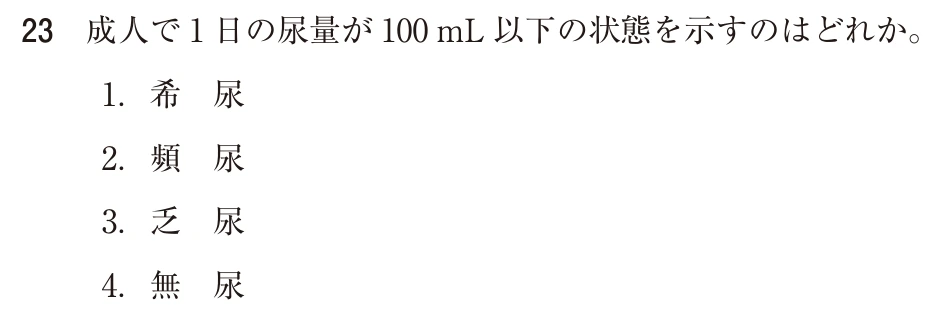 23 成人で1日の尿量が100 mL 以下の状態を示すのはどれか。
1. 希 尿
2. 頻 尿
3. 乏 尿
4. 無 尿